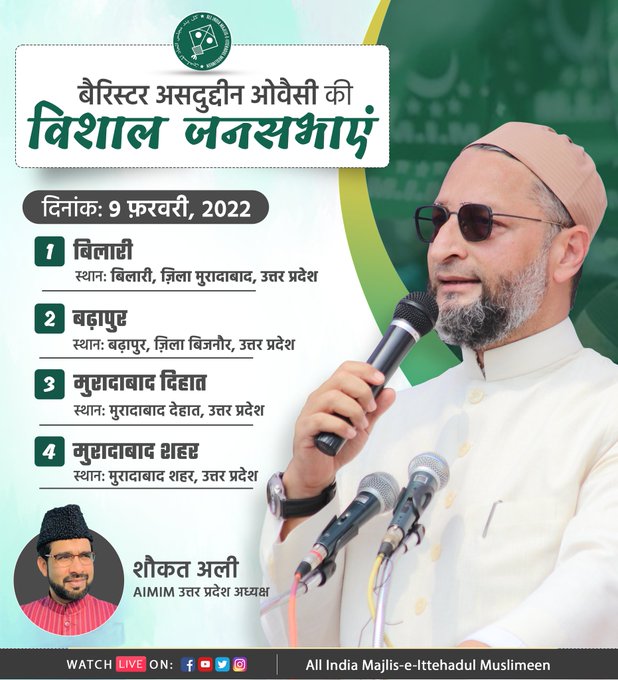 बैरिस्टर असदुद्दीन ओवैसी की
विशाल जनसभाएं
दिनांक: 9 फ़रवरी, 2022
1 बिलारी
स्थान: बिलारी, ज़िला मुरादाबाद, उत्तर प्रदेश
2 बढ़ापुर
स्थान: बढ़ापुर, ज़िला बिजनौर, उत्तर प्रदेश
3 मुरादाबाद दिहात
स्थान: मुरादाबाद देहात, उत्तर प्रदेश
4 मुरादाबाद शहर
स्थान: मुरादाबाद शहर, उत्तर प्रदेश
शौकत अली
AIMIM उत्तर प्रदेश अध्यक्ष
WATCH LIVE ON: | All India Majlis-e-Ittehadul Muslimeen